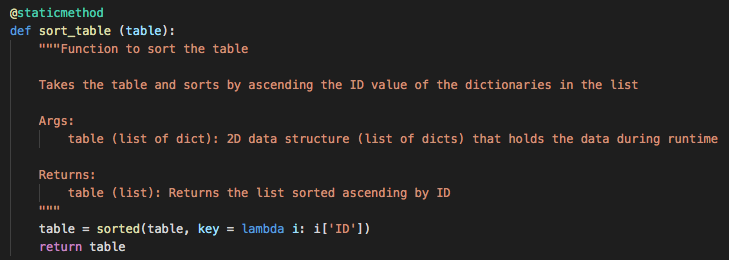 @staticmethod
def sort_table (table):
    """Function to sort the table

    Takes the table and sorts by ascending the ID value of the dictionaries in the list

    Args:
        table (list of dict): 2D data structure (list of dicts) that holds the data during runtime

    Returns:
        table (list): Returns the list sorted ascending by ID
    """
    table = sorted(table, key = lambda i: i['ID'])
    return table